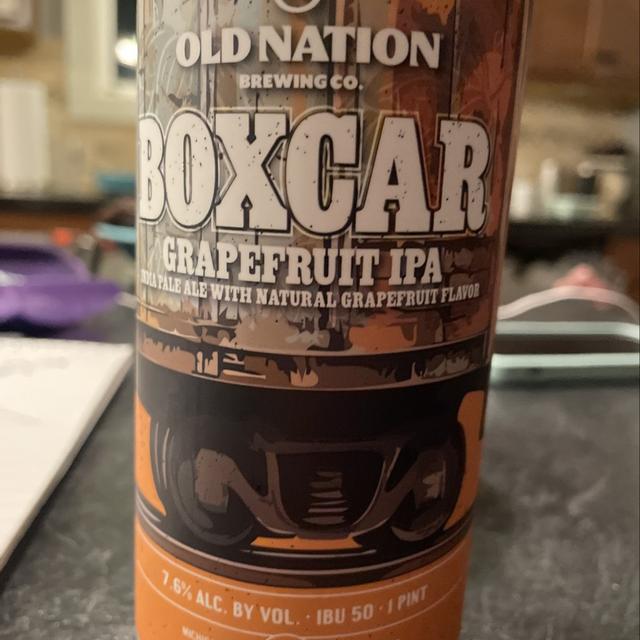 OLD NATION
BREWING CO.
BOXCAR
GRAPEFRUIT IPA
PALE ALE WITH NATURAL GRAPEFRUIT FLAVOR
7.6% ALC. BY VOL. · IBU 50 · 1 PINT